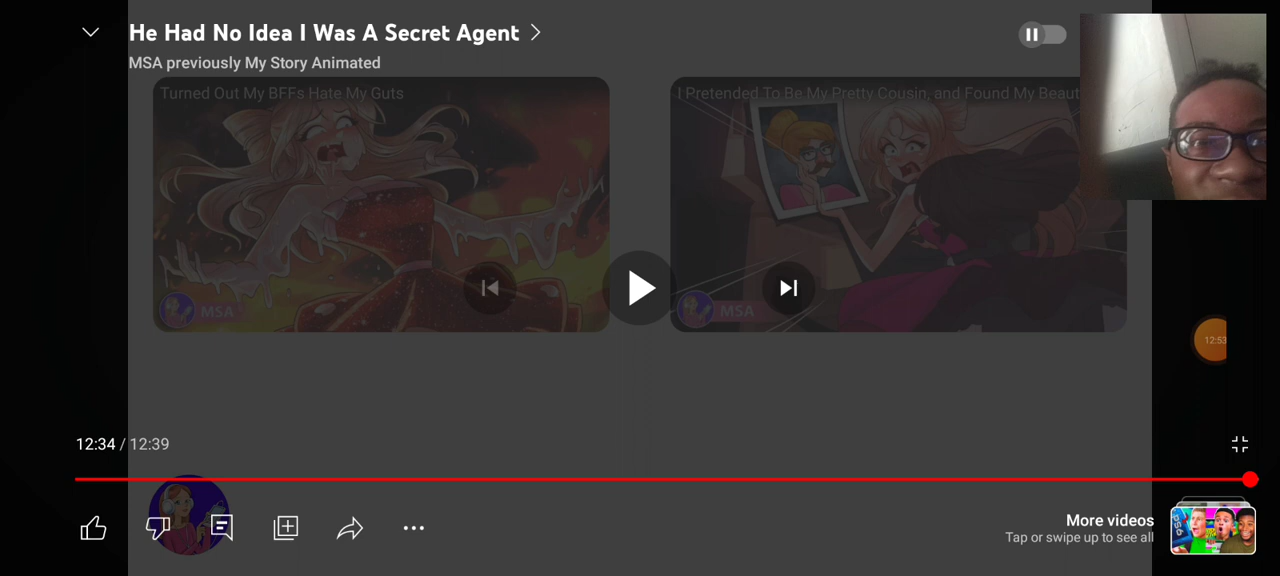 He Had No Idea I Was A Secret Agent
MSA previously My Story Animated
Turned Out My BFFs Hate My Guts
I Pretended To Be My Pretty Cousin, and Found My Beaut
MSA
MSA
12:53
12:34 / 12:39
More videos
Tap or swipe up to see all